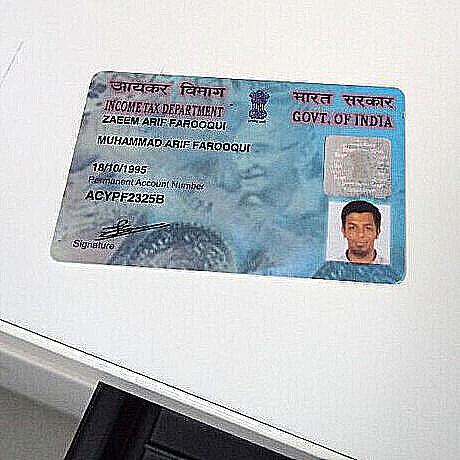 आयकर विभाग
INCOME TAX DEPARTMENT
भारत सरकार
GOVT. OF INDIA
ZAEEM ARIF FAROOQUI
MUHAMMAD ARIF FAROOQUI
18/10/1995
Permanent Account Number
ACYPF2325B
Signature